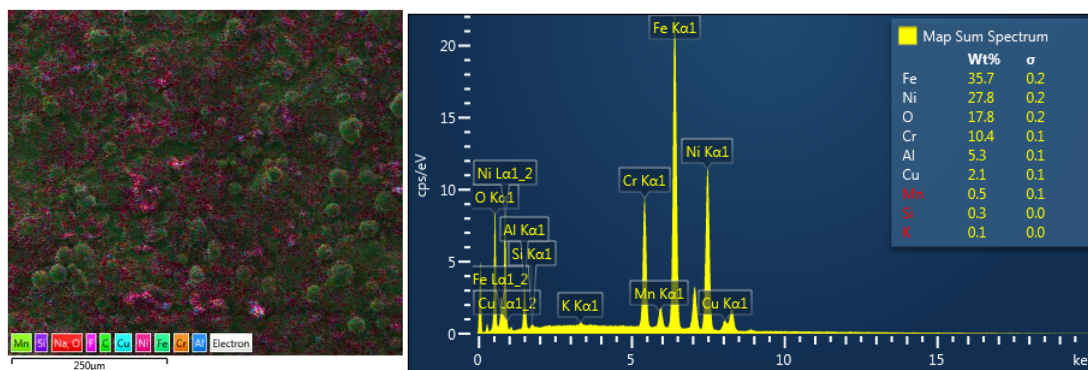 Mn Si Na, O F C Cu Ni Fe Cr Al Electron
250µm
cps/eV
20
15
10
5
0
0 5 10 15 ke
Fe Kα1
Ni Kα1
Cr Kα1
Ni Lα1_2
O Kα1
Al Kα1
Si Kα1
Fe Lα1_2
Cu Lα1_2
K Kα1
Mn Kα1
Cu Kα1
Map Sum Spectrum
Wt% σ
Fe 35.7 0.2
Ni 27.8 0.2
O 17.8 0.2
Cr 10.4 0.1
Al 5.3 0.1
Cu 2.1 0.1
Mn 0.5 0.1
Si 0.3 0.0
K 0.1 0.0